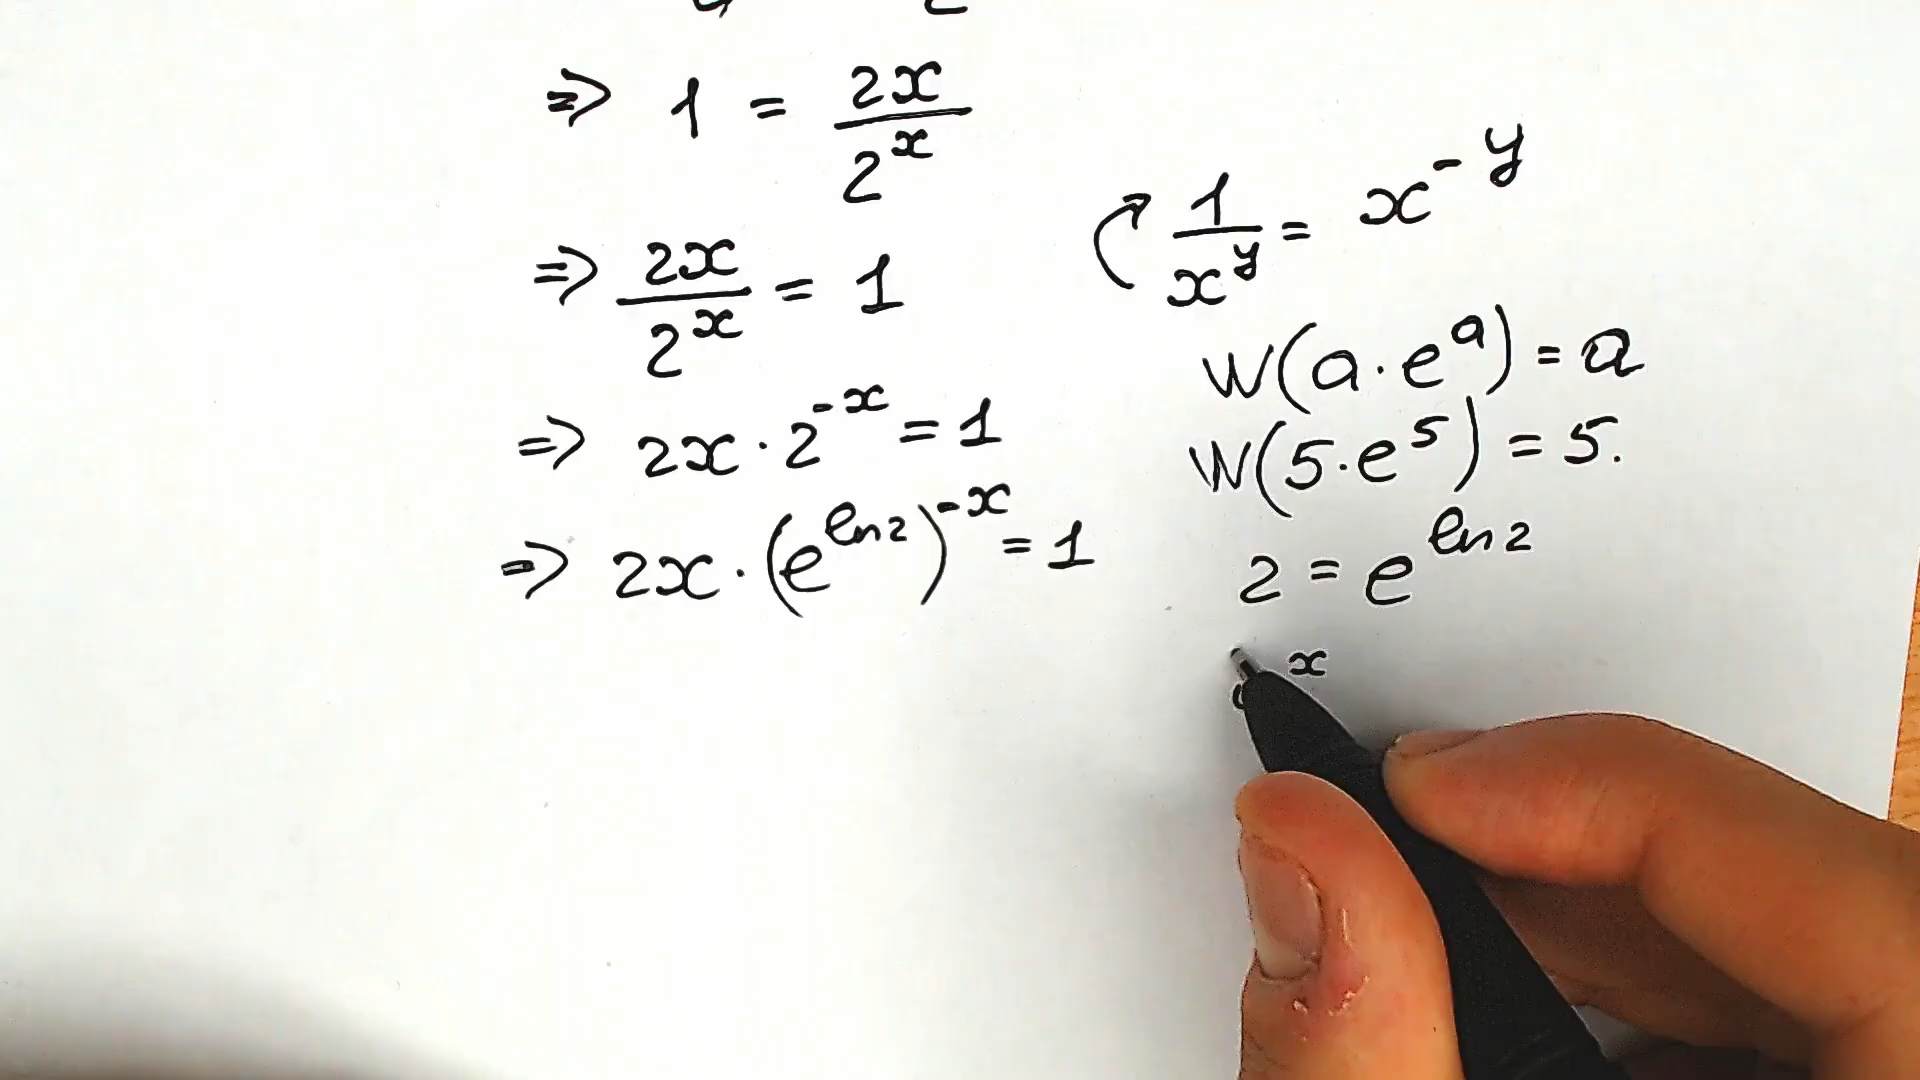 ⇒ 1 = 2x/2^x
⇒ 2x/2^x = 1
⇒ 2x · 2^-x = 1
⇒ 2x · (e^ln2)^-x = 1
1/x^y = x^-y
W(a·e^a) = a
W(5·e^5) = 5.
2 = e^ln2
x